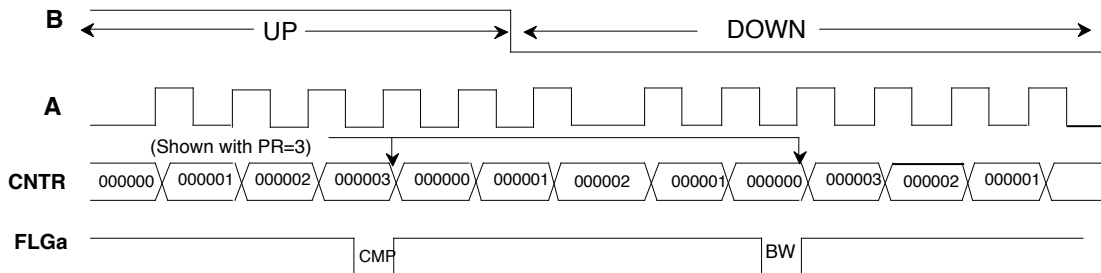 B
UP
DOWN
A
(Shown with PR=3)
CNTR 000000 000001 000002 000003 000000 000001 000002 000001 000000 000003 000002 000001
FLGa CMP BW